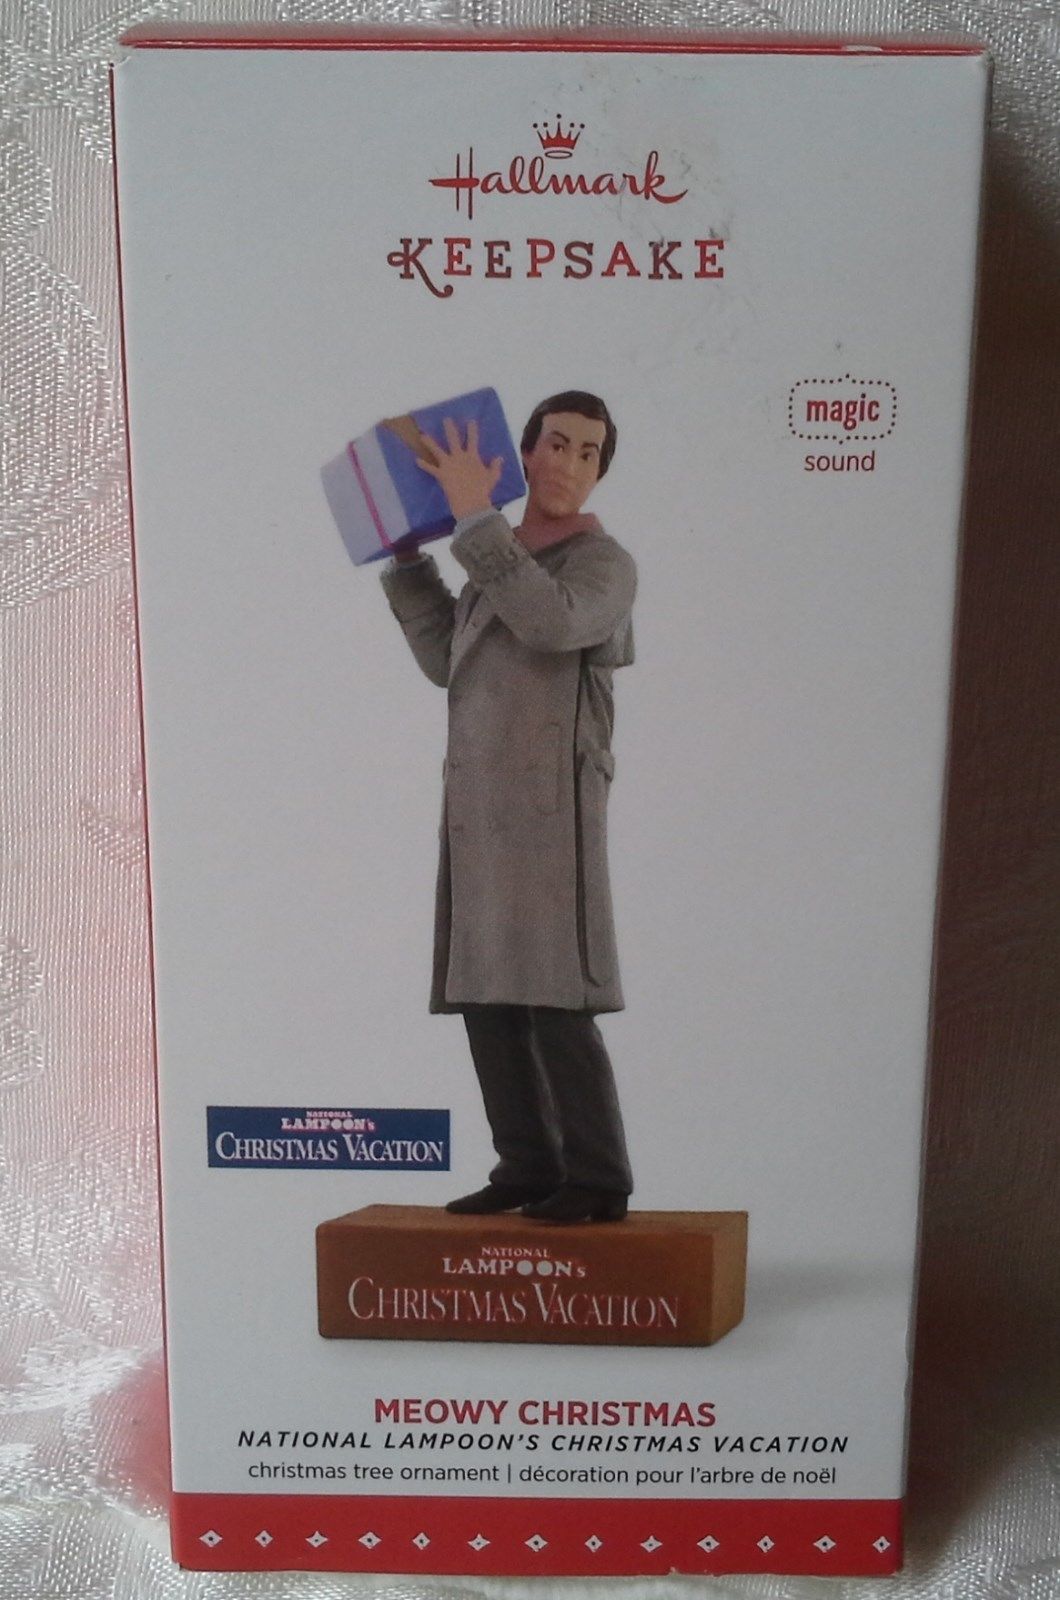 Hallmark
KEEPSAKE
magic
sound
NATIONAL
LAMPOON's
CHRISTMAS VACATION
NATIONAL
LAMPOON's
CHRISTMAS VACATION
MEOWY CHRISTMAS
NATIONAL LAMPOON'S CHRISTMAS VACATION
christmas tree ornament | décoration pour l'arbre de noël